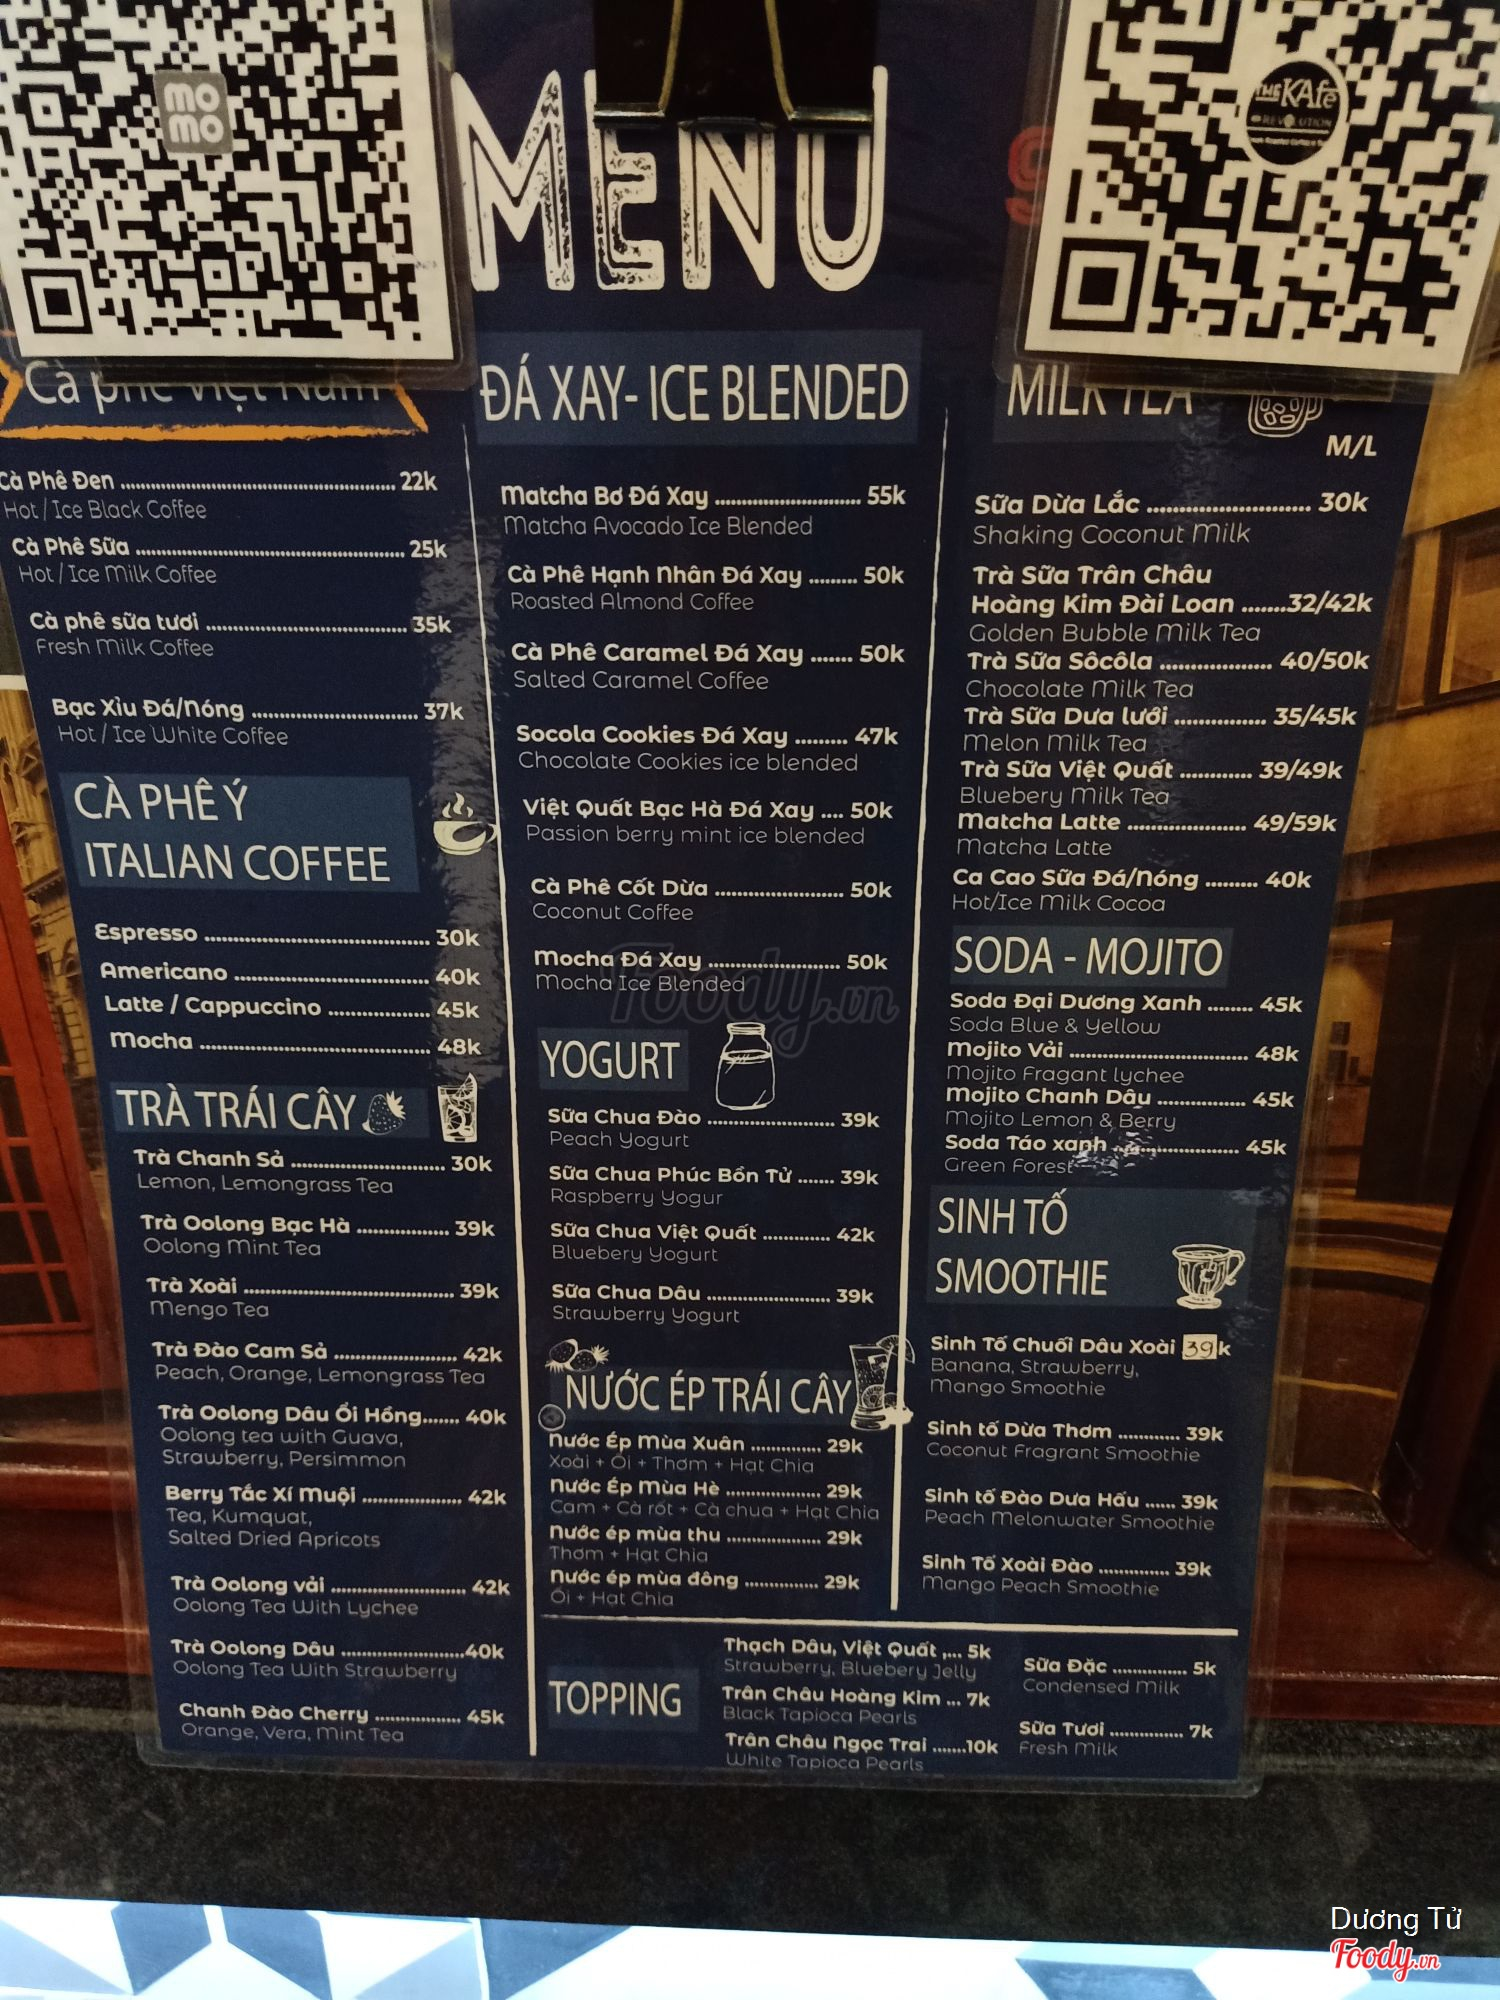 mo
mo
THE KAfe
REVOLUTION
MENU
Cà phê Việt Nam
Cà Phê Đen 22k
Hot / Ice Black Coffee
Cà Phê Sữa 25k
Hot / Ice Milk Coffee
Cà phê sữa tươi 35k
Fresh Milk Coffee
Bạc Xỉu Đá/Nóng 37k
Hot / Ice White Coffee
CÀ PHÊ Ý
ITALIAN COFFEE
Espresso 30k
Americano 40k
Latte / Cappuccino 45k
Mocha 48k
TRÀ TRÁI CÂY
Trà Chanh Sả 30k
Lemon, Lemongrass Tea
Trà Oolong Bạc Hà 39k
Oolong Mint Tea
Trà Xoài 39k
Mengo Tea
Trà Đào Cam Sả 42k
Peach, Orange, Lemongrass Tea
Trà Oolong Dâu Ổi Hồng 40k
Oolong tea with Guava,
Strawberry, Persimmon
Berry Tắc Xí Muội 42k
Tea, Kumquat,
Salted Dried Apricots
Trà Oolong vải 42k
Oolong Tea With Lychee
Trà Oolong Dâu 40k
Oolong Tea With Strawberry
Chanh Đào Cherry 45k
Orange, Vera, Mint Tea
ĐÁ XAY- ICE BLENDED
Matcha Bơ Đá Xay 55k
Matcha Avocado Ice Blended
Cà Phê Hạnh Nhân Đá Xay 50k
Roasted Almond Coffee
Cà Phê Caramel Đá Xay 50k
Salted Caramel Coffee
Socola Cookies Đá Xay 47k
Chocolate Cookies ice blended
Việt Quất Bạc Hà Đá Xay 50k
Passion berry mint ice blended
Cà Phê Cốt Dừa 50k
Coconut Coffee
Mocha Đá Xay 50k
Mocha Ice Blended
Foody.vn
YOGURT
Sữa Chua Đào 39k
Peach Yogurt
Sữa Chua Phúc Bồn Tử 39k
Raspberry Yogur
Sữa Chua Việt Quất 42k
Bluebery Yogurt
Sữa Chua Dâu 39k
Strawberry Yogurt
NƯỚC ÉP TRÁI CÂY
Nước Ép Mùa Xuân 29k
Xoài + Ổi + Thơm + Hạt Chia
Nước Ép Mùa Hè 29k
Cam + Cà rốt + Cà chua + Hạt Chia
Nước ép mùa thu 29k
Thơm + Hạt Chia
Nước ép mùa đông 29k
Ổi + Hạt Chia
MILK TEA
M/L
Sữa Dừa Lắc 30k
Shaking Coconut Milk
Trà Sữa Trân Châu
Hoàng Kim Đài Loan 32/42k
Golden Bubble Milk Tea
Trà Sữa Sôcôla 40/50k
Chocolate Milk Tea
Trà Sữa Dưa lưới 35/45k
Melon Milk Tea
Trà Sữa Việt Quất 39/49k
Bluebery Milk Tea
Matcha Latte 49/59k
Matcha Latte
Ca Cao Sữa Đá/Nóng 40k
Hot/Ice Milk Cocoa
SODA - MOJITO
Soda Đại Dương Xanh 45k
Soda Blue & Yellow
Mojito Vải 48k
Mojito Fragant lychee
Mojito Chanh Dâu 45k
Mojito Lemon & Berry
Soda Táo xanh 45k
Green Forest
SINH TỐ
SMOOTHIE
Sinh Tố Chuối Dâu Xoài 39k
Banana, Strawberry,
Mango Smoothie
Sinh tố Dừa Thơm 39k
Coconut Fragrant Smoothie
Sinh tố Đào Dưa Hấu 39k
Peach Melonwater Smoothie
Sinh Tố Xoài Đào 39k
Mango Peach Smoothie
TOPPING
Thạch Dâu, Việt Quất 5k
Strawberry, Bluebery Jelly
Trân Châu Hoàng Kim 7k
Black Tapioca Pearls
Trân Châu Ngọc Trai 10k
White Tapioca Pearls
Sữa Đặc 5k
Condensed Milk
Sữa Tươi 7k
Fresh Milk
Dương Tử
Foody.vn